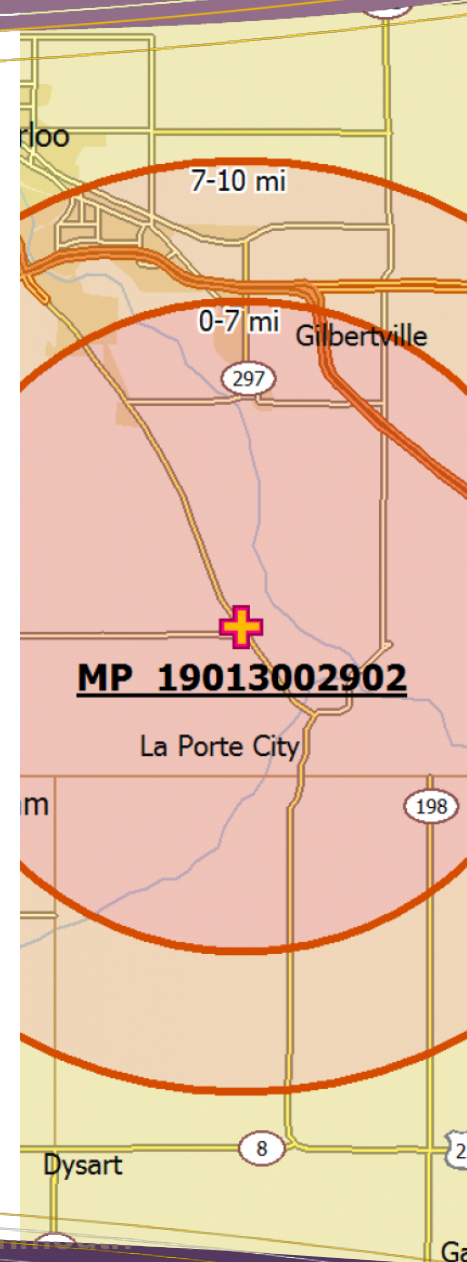 rloo
7-10 mi
0-7 mi
Gilbertville
297
MP 19013002902
La Porte City
m
198
8
2
Dysart
Ga